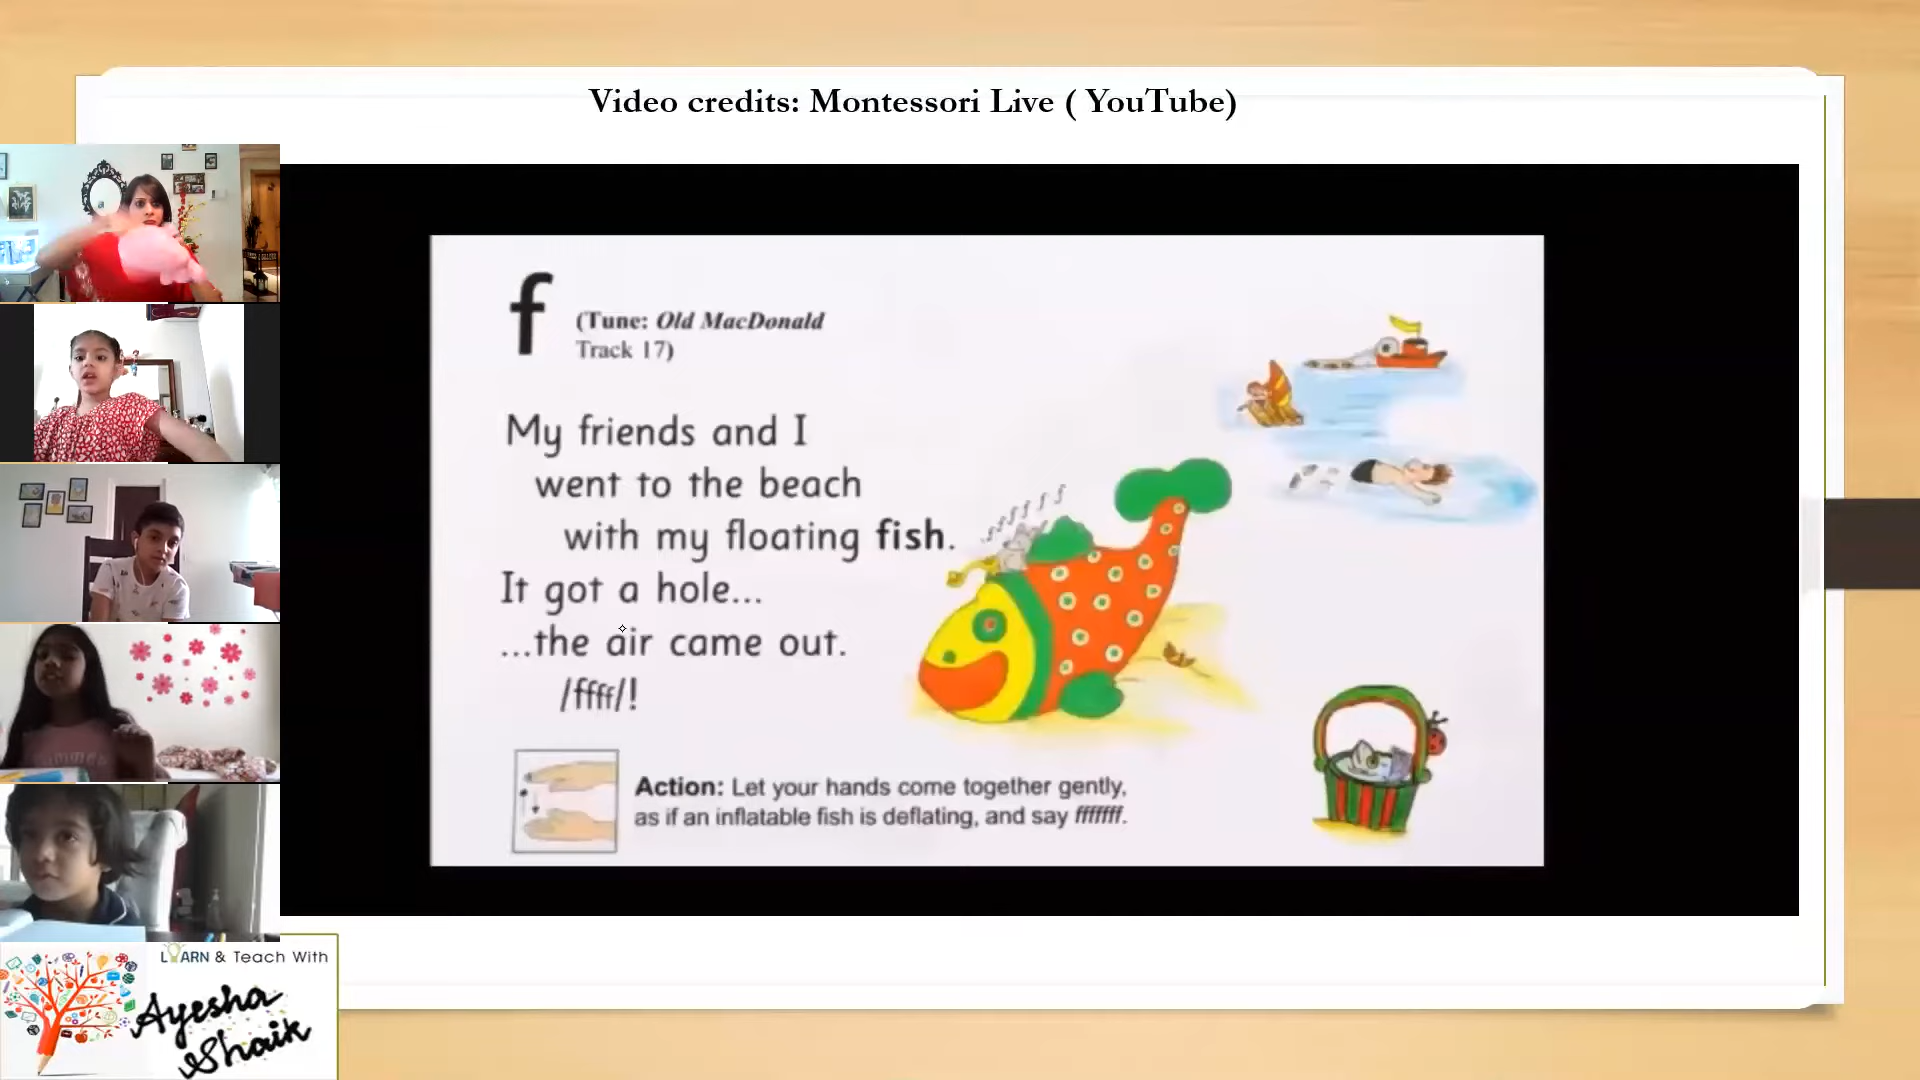 Video credits: Montessori Live ( YouTube)
f
(Tune: Old MacDonald
Track 17)
My friends and I
went to the beach
with my floating fish.
It got a hole...
...the air came out.
/ffff/!
Action: Let your hands come together gently,
as if an inflatable fish is deflating, and say fffffff.
LEARN & Teach With
Ayesha
Shaik